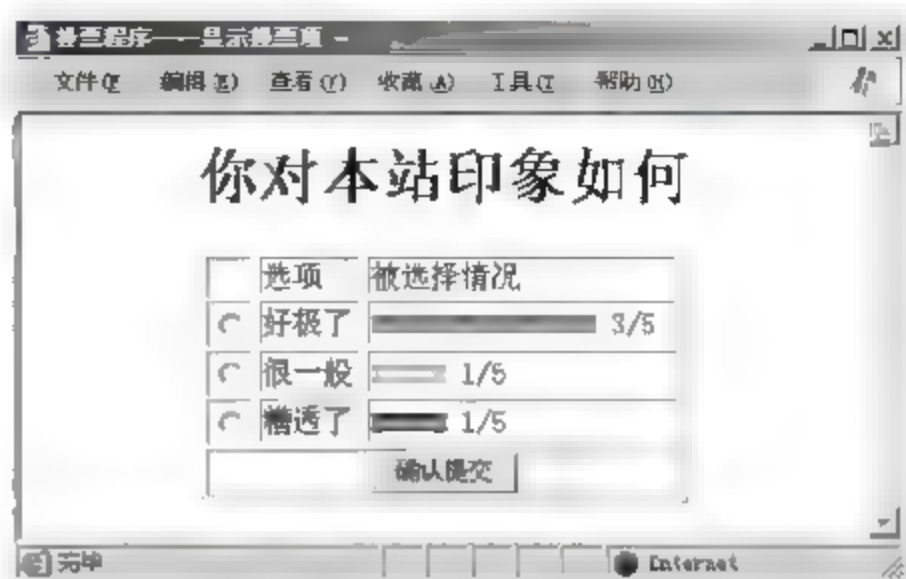 投票程序——显示投票项 -
文件(F) 编辑(E) 查看(V) 收藏(A) 工具(T) 帮助(H)
你对本站印象如何
选项 被选择情况
好极了 3/5
很一般 1/5
糟透了 1/5
确认提交
完毕 Internet